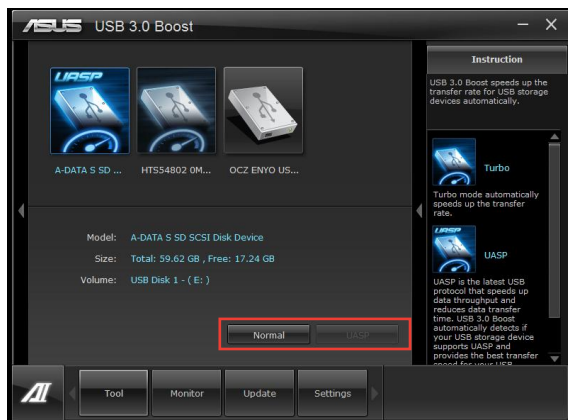 ASUS USB 3.0 Boost
UASP
A-DATA S SD ...
HTS54802 0M...
OCZ ENYO US...
Model: A-DATA S SD SCSI Disk Device
Size: Total: 59.62 GB , Free: 17.24 GB
Volume: USB Disk 1 - ( E: )
Normal
UASP
Instruction
USB 3.0 Boost speeds up the
transfer rate for USB storage
devices automatically.
Turbo
Turbo mode automatically
speeds up the transfer
rate.
UASP
UASP
UASP is the latest USB
protocol that speeds up
data throughput and
reduces data transfer
time. USB 3.0 Boost
automatically detects if
your USB storage device
supports UASP and
provides the best transfer
speed for your USB
AI
Tool
Monitor
Update
Settings